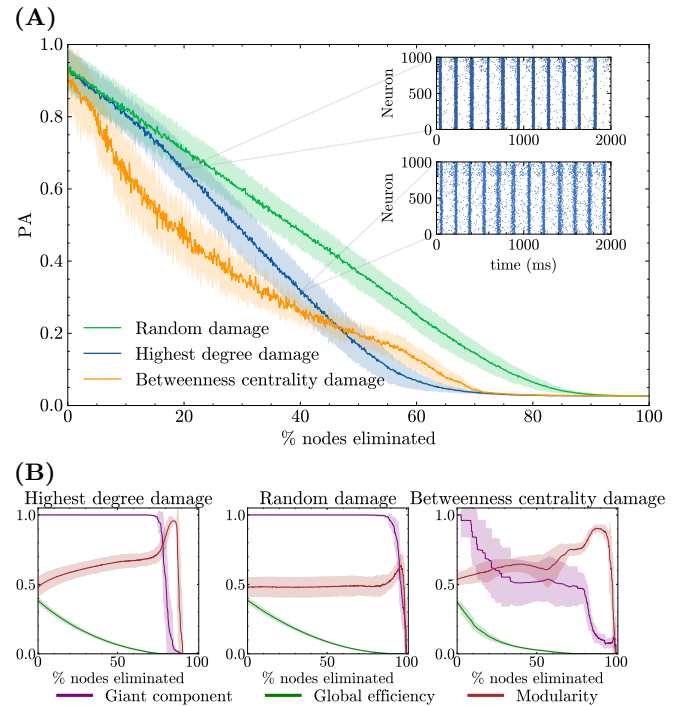 (A)
1.0
0.8
0.6
0.4
0.2
0.0
PA
0
20
40
60
80
100
% nodes eliminated
Random damage
Highest degree damage
Betweenness centrality damage
1000
500
0
Neuron
0
1000
2000
1000
500
0
Neuron
0
1000
2000
time (ms)
(B)
Highest degree damage
1.0
0.5
0.0
0
50
100
% nodes eliminated
Random damage
1.0
0.5
0.0
0
50
100
% nodes eliminated
Betweenness centrality damage
1.0
0.5
0.0
0
50
100
% nodes eliminated
Giant component
Global efficiency
Modularity